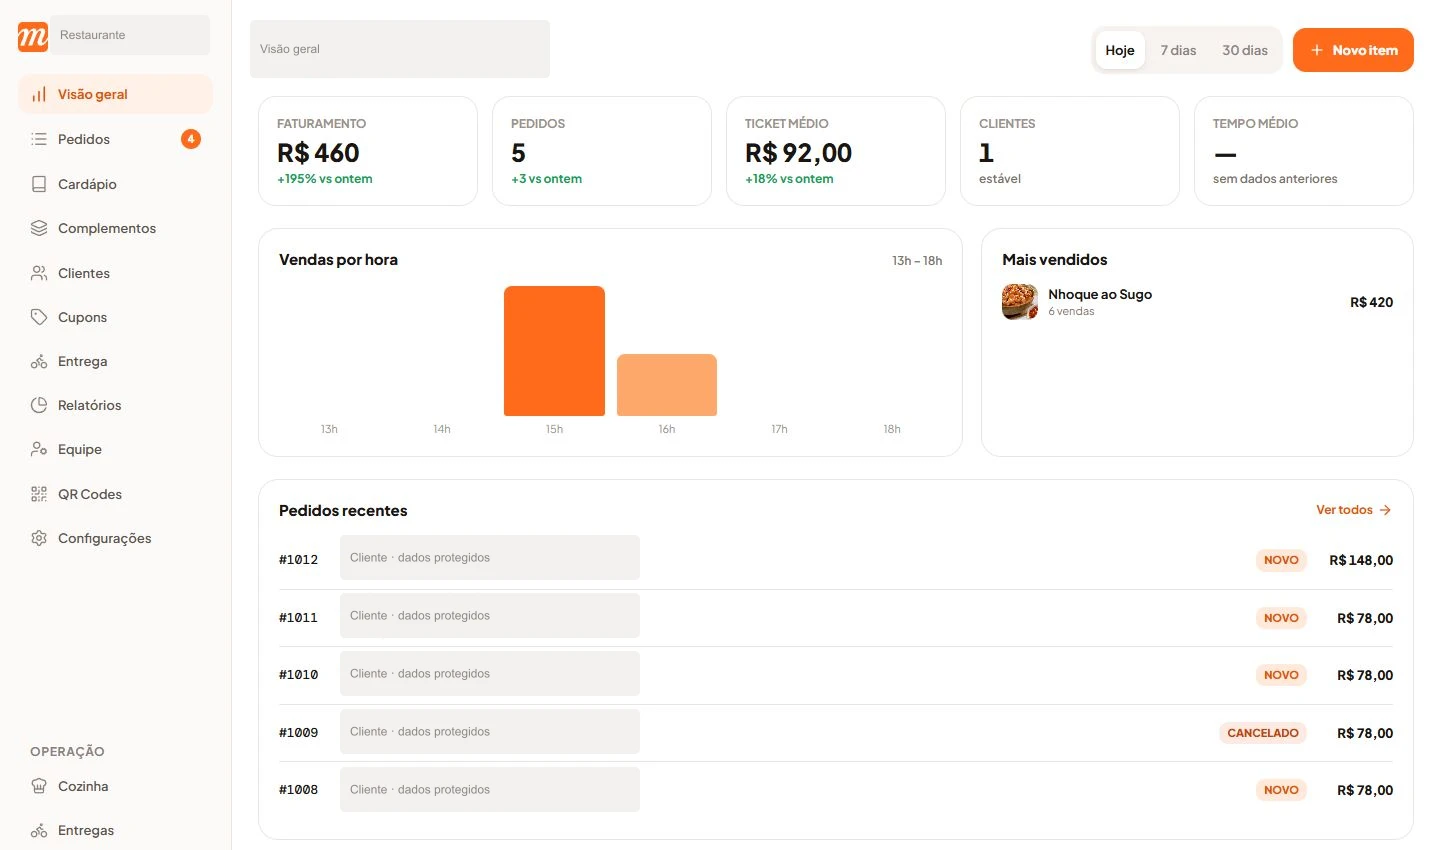 m Restaurante
Visão geral
Pedidos 4
Cardápio
Complementos
Clientes
Cupons
Entrega
Relatórios
Equipe
QR Codes
Configurações
OPERAÇÃO
Cozinha
Entregas
Visão geral
Hoje 7 dias 30 dias
+ Novo item
FATURAMENTO
R$ 460
+195% vs ontem
PEDIDOS
5
+3 vs ontem
TICKET MÉDIO
R$ 92,00
+18% vs ontem
CLIENTES
1
estável
TEMPO MÉDIO
—
sem dados anteriores
Vendas por hora 13h – 18h
13h 14h 15h 16h 17h 18h
Mais vendidos
Nhoque ao Sugo R$ 420
6 vendas
Pedidos recentes Ver todos →
#1012 Cliente · dados protegidos NOVO R$ 148,00
#1011 Cliente · dados protegidos NOVO R$ 78,00
#1010 Cliente · dados protegidos NOVO R$ 78,00
#1009 Cliente · dados protegidos CANCELADO R$ 78,00
#1008 Cliente · dados protegidos NOVO R$ 78,00